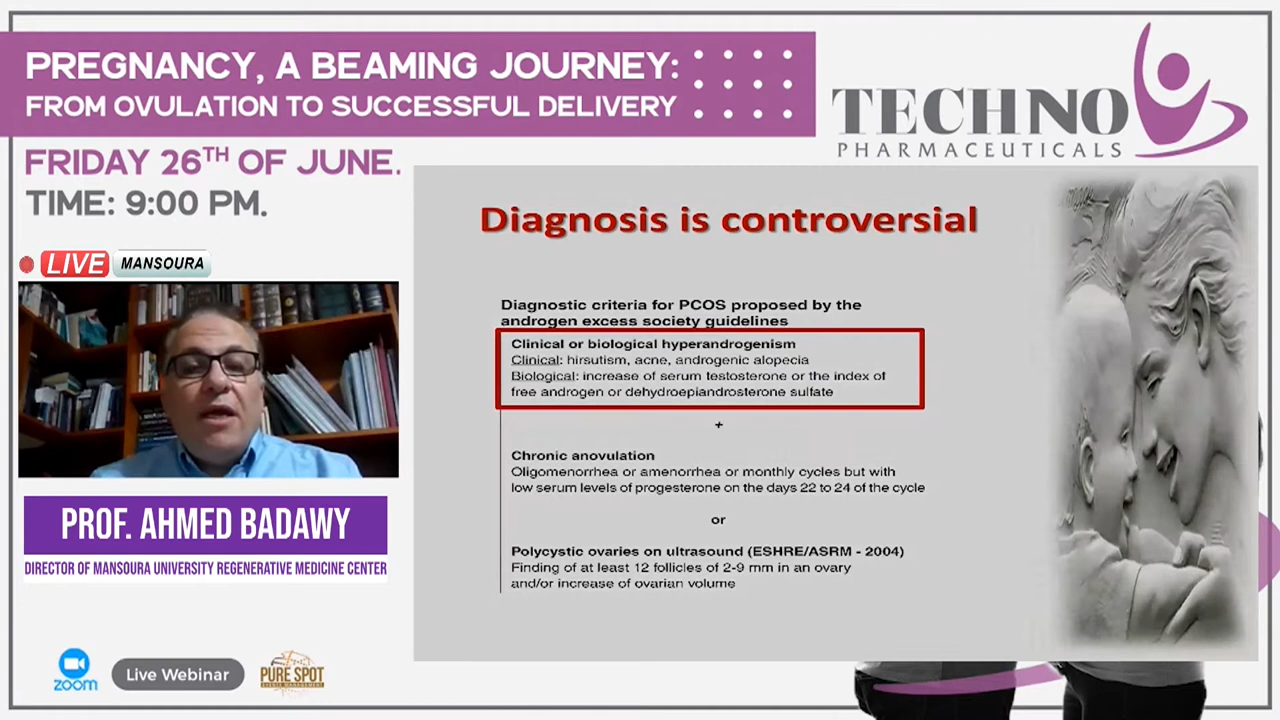 PREGNANCY, A BEAMING JOURNEY:
FROM OVULATION TO SUCCESSFUL DELIVERY
TECHNO
PHARMACEUTICALS
FRIDAY 26TH OF JUNE.
TIME: 9:00 PM.
LIVE MANSOURA
PROF. AHMED BADAWY
DIRECTOR OF MANSOURA UNIVERSITY REGENERATIVE MEDICINE CENTER
Diagnosis is controversial
Diagnostic criteria for PCOS proposed by the
androgen excess society guidelines
Clinical or biological hyperandrogenism
Clinical: hirsutism, acne, androgenic alopecia
Biological: increase of serum testosterone or the index of
free androgen or dehydroepiandrosterone sulfate
+
Chronic anovulation
Oligomenorrhea or amenorrhea or monthly cycles but with
low serum levels of progesterone on the days 22 to 24 of the cycle
or
Polycystic ovaries on ultrasound (ESHRE/ASRM - 2004)
Finding of at least 12 follicles of 2-9 mm in an ovary
and/or increase of ovarian volume
zoom
Live Webinar
PURE SPOT
EVENTS MANAGEMENT